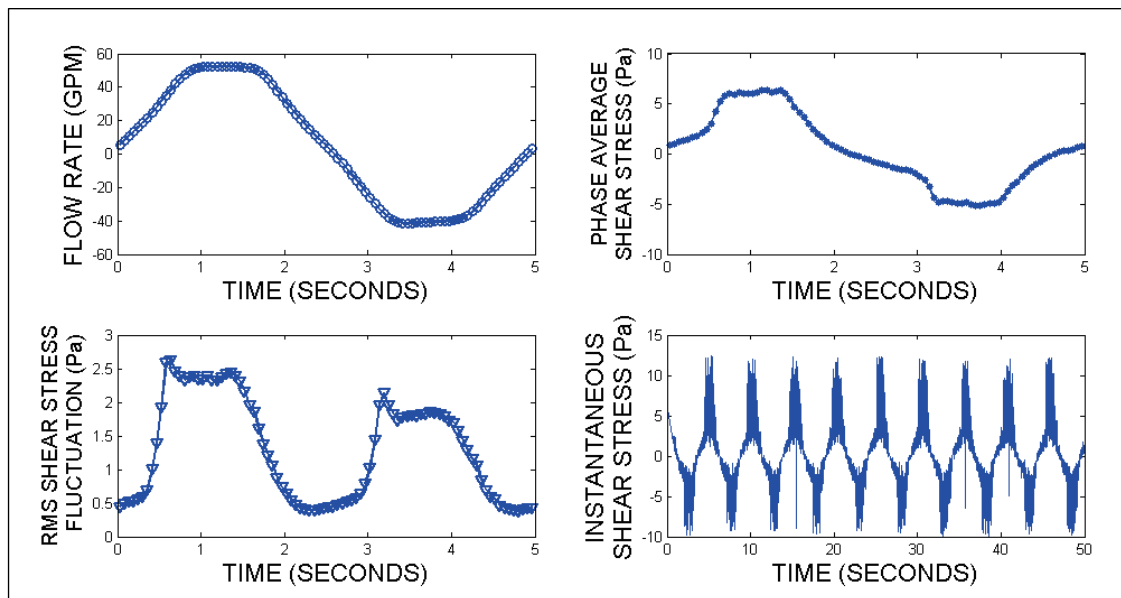 FLOW RATE (GPM)
60
40
20
0
-20
-40
-60
0 1 2 3 4 5
TIME (SECONDS)
PHASE AVERAGE
SHEAR STRESS (Pa)
10
5
0
-5
-10
0 1 2 3 4 5
TIME (SECONDS)
RMS SHEAR STRESS
FLUCTUATION (Pa)
3
2.5
2
1.5
1
0.5
0
0 1 2 3 4 5
TIME (SECONDS)
INSTANTANEOUS
SHEAR STRESS (Pa)
15
10
5
0
-5
-10
0 10 20 30 40 50
TIME (SECONDS)